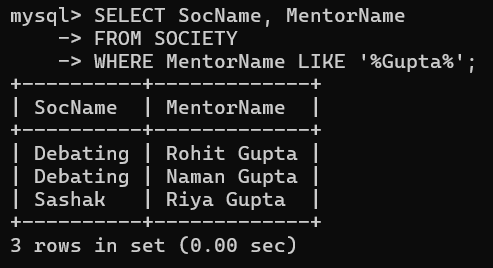 mysql> SELECT SocName, MentorName
    -> FROM SOCIETY
    -> WHERE MentorName LIKE '%Gupta%';
+----------+-------------+
| SocName  | MentorName  |
+----------+-------------+
| Debating | Rohit Gupta |
| Debating | Naman Gupta |
| Sashak   | Riya Gupta  |
+----------+-------------+
3 rows in set (0.00 sec)